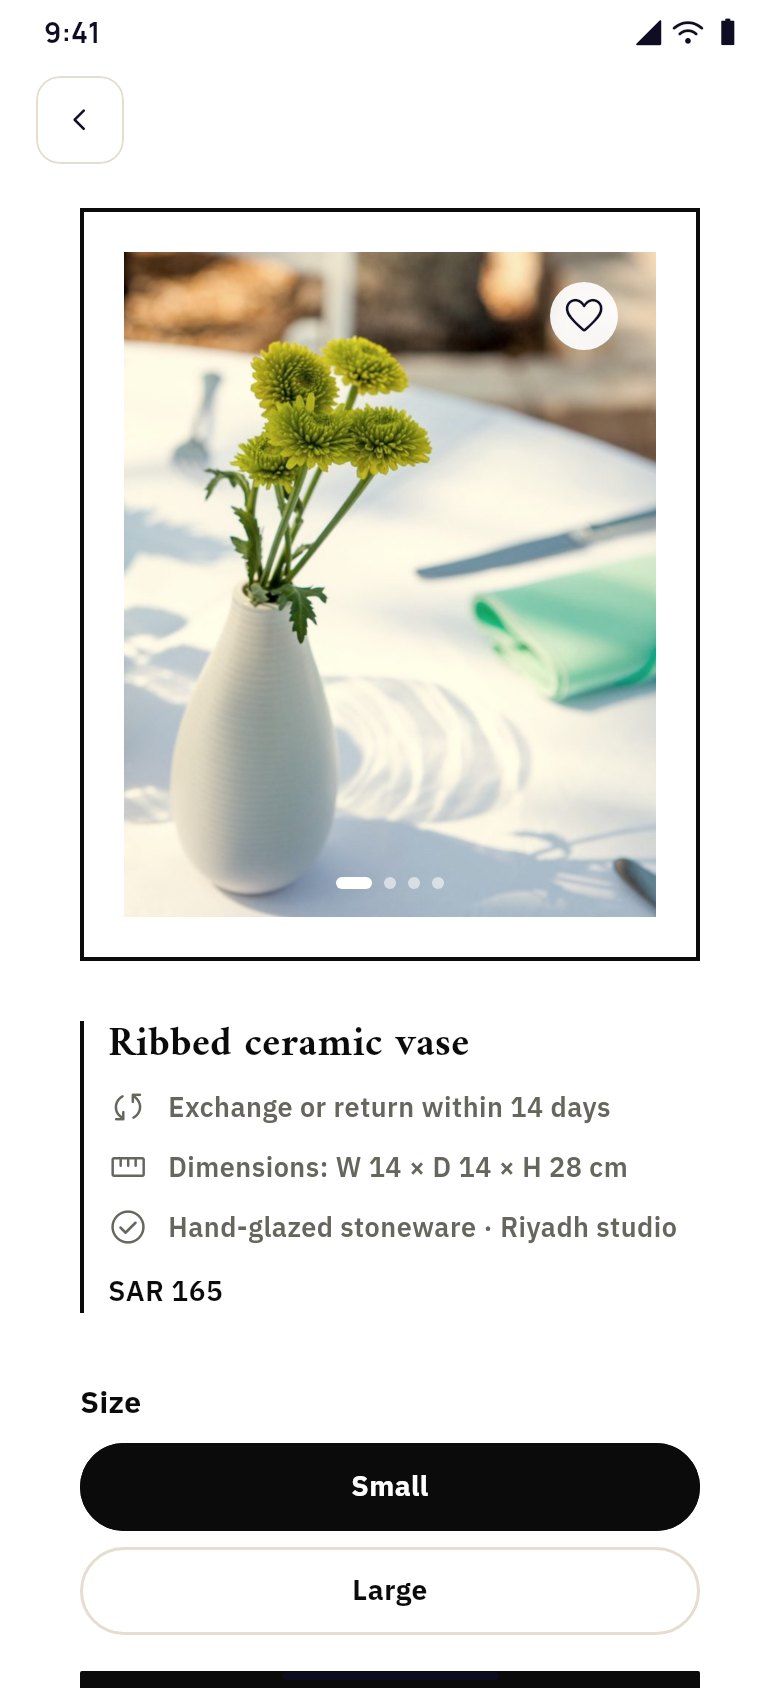 9:41
Ribbed ceramic vase
Exchange or return within 14 days
Dimensions: W 14 × D 14 × H 28 cm
Hand-glazed stoneware · Riyadh studio
SAR 165
Size
Small
Large